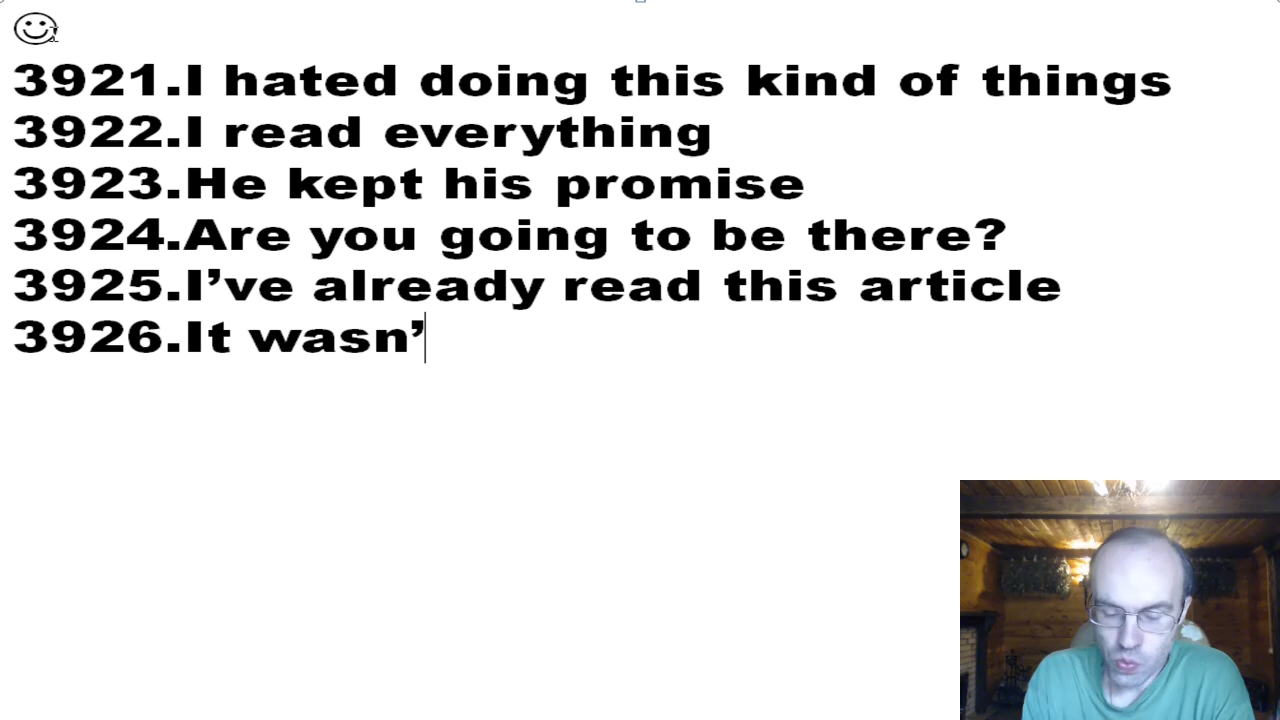 3921.I hated doing this kind of things
3922.I read everything
3923.He kept his promise
3924.Are you going to be there?
3925.I’ve already read this article
3926.It wasn’